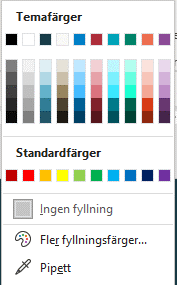 Temafärger
Standardfärger
Ingen fyllning
Fler fyllningsfärger...
Pipett